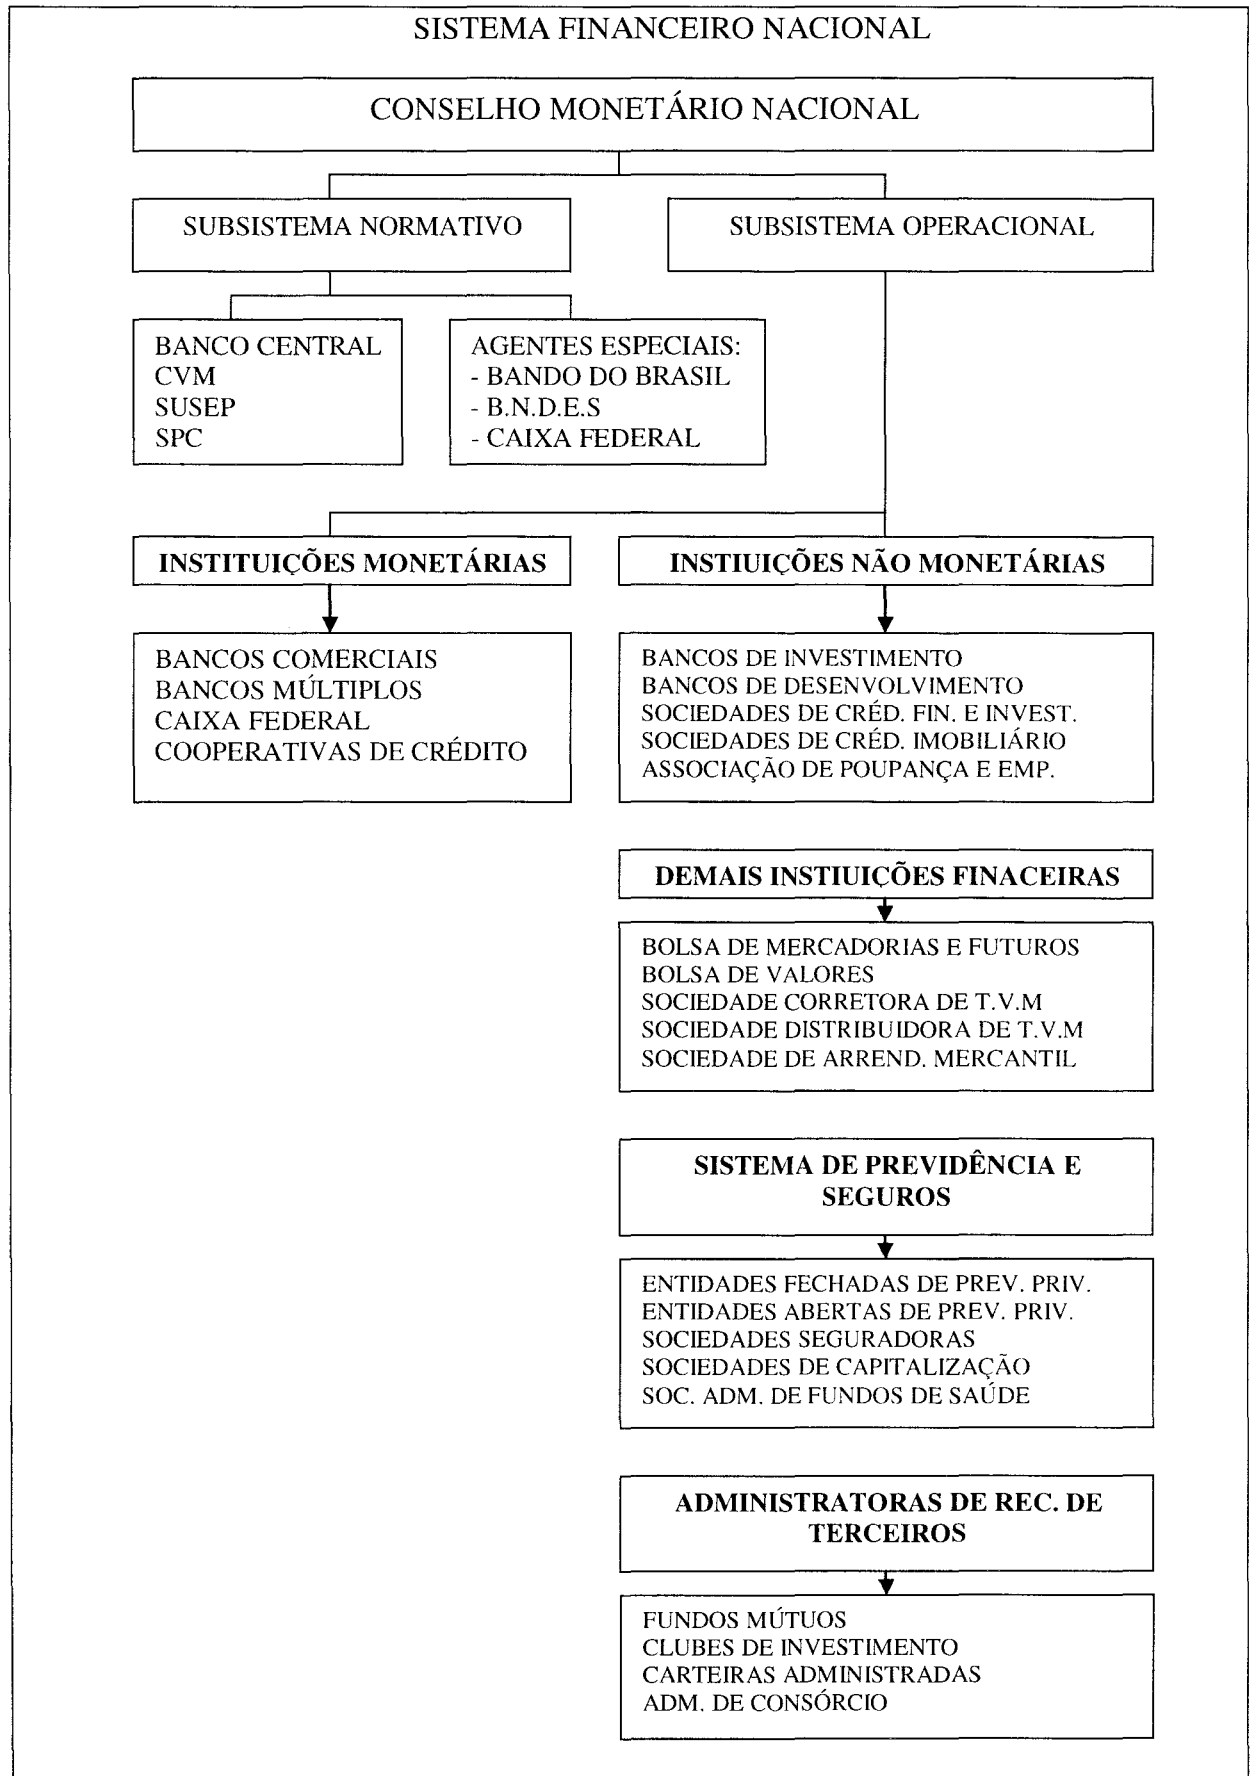 SISTEMA FINANCEIRO NACIONAL
CONSELHO MONETÁRIO NACIONAL
SUBSISTEMA NORMATIVO
SUBSISTEMA OPERACIONAL
BANCO CENTRAL
CVM
SUSEP
SPC
AGENTES ESPECIAIS:
- BANDO DO BRASIL
- B.N.D.E.S
- CAIXA FEDERAL
INSTITUIÇÕES MONETÁRIAS
INSTIUIÇÕES NÃO MONETÁRIAS
BANCOS COMERCIAIS
BANCOS MÚLTIPLOS
CAIXA FEDERAL
COOPERATIVAS DE CRÉDITO
BANCOS DE INVESTIMENTO
BANCOS DE DESENVOLVIMENTO
SOCIEDADES DE CRÉD. FIN. E INVEST.
SOCIEDADES DE CRÉD. IMOBILIÁRIO
ASSOCIAÇÃO DE POUPANÇA E EMP.
DEMAIS INSTIUIÇÕES FINACEIRAS
BOLSA DE MERCADORIAS E FUTUROS
BOLSA DE VALORES
SOCIEDADE CORRETORA DE T.V.M
SOCIEDADE DISTRIBUIDORA DE T.V.M
SOCIEDADE DE ARREND. MERCANTIL
SISTEMA DE PREVIDÊNCIA E
SEGUROS
ENTIDADES FECHADAS DE PREV. PRIV.
ENTIDADES ABERTAS DE PREV. PRIV.
SOCIEDADES SEGURADORAS
SOCIEDADES DE CAPITALIZAÇÃO
SOC. ADM. DE FUNDOS DE SAÚDE
ADMINISTRATORAS DE REC. DE
TERCEIROS
FUNDOS MÚTUOS
CLUBES DE INVESTIMENTO
CARTEIRAS ADMINISTRADAS
ADM. DE CONSÓRCIO